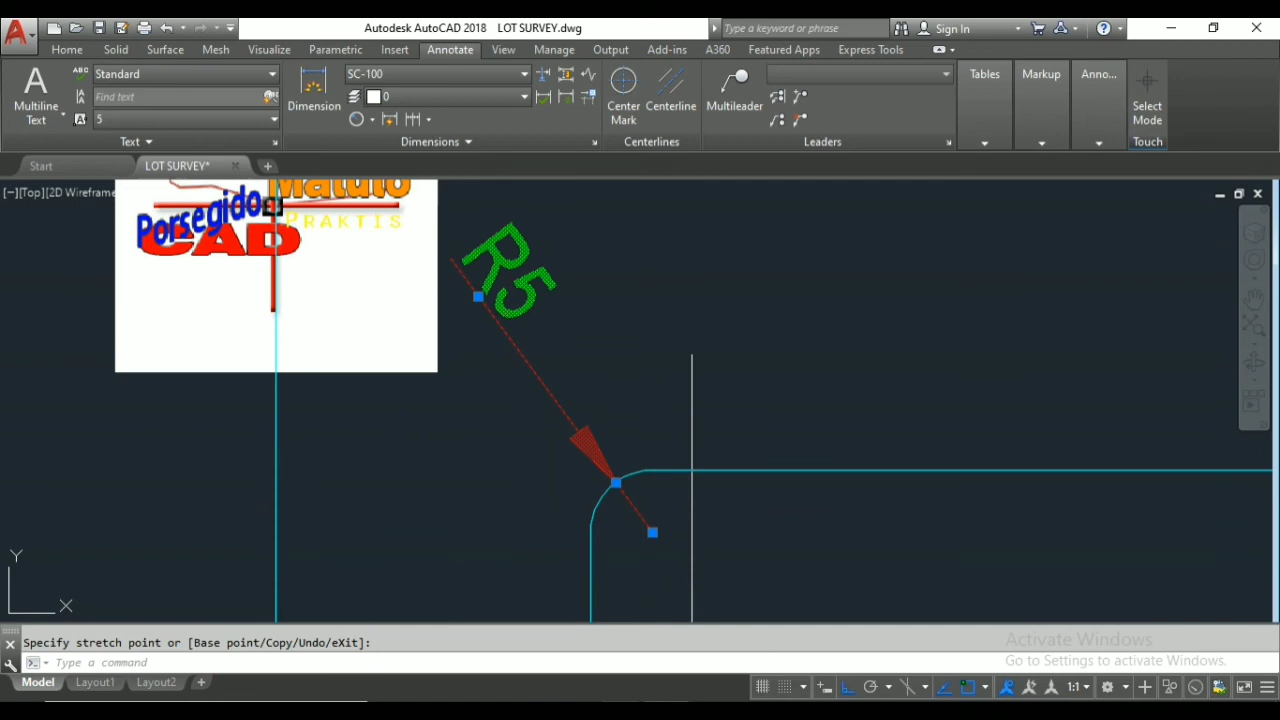 Autodesk AutoCAD 2018 LOT SURVEY.dwg
Type a keyword or phrase
Sign In
Home Solid Surface Mesh Visualize Parametric Insert Annotate View Manage Output Add-ins A360 Featured Apps Express Tools
Multiline Text
Standard
Find text
5
Dimension
SC-100
0
Center Mark
Centerline
Multileader
Tables
Markup
Anno...
Select Mode
Text
Dimensions
Centerlines
Leaders
Touch
Start
LOT SURVEY*
[−][Top][2D Wireframe
Matuto
Porsegido
PRAKTIS
CAD
R5
Y
X
Specify stretch point or [Base point/Copy/Undo/eXit]:
Type a command
Activate Windows
Go to Settings to activate Windows.
Model Layout1 Layout2 +
1:1